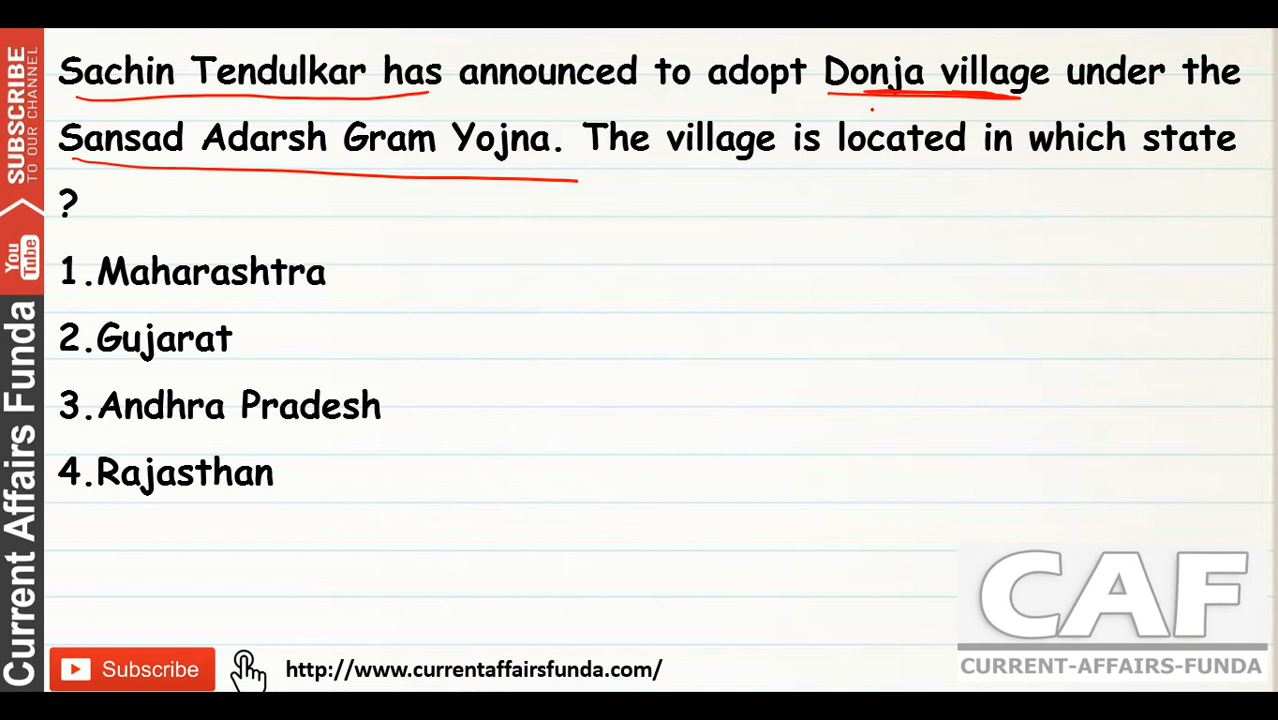 Sachin Tendulkar has announced to adopt Donja village under the
Sansad Adarsh Gram Yojna. The village is located in which state
?
1.Maharashtra
2.Gujarat
3.Andhra Pradesh
4.Rajasthan
SUBSCRIBE
TO OUR CHANNEL
You
Tube
Current Affairs Funda
CAF
CURRENT-AFFAIRS-FUNDA
Subscribe
http://www.currentaffairsfunda.com/